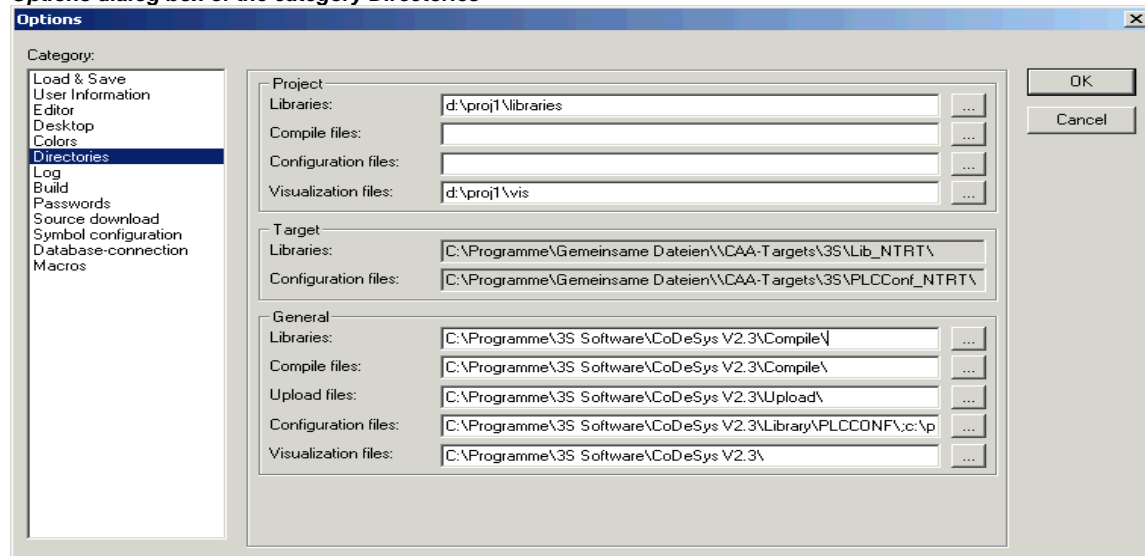 Options dialog box of the category Directories
Options
Category:
Load & Save
User Information
Editor
Desktop
Colors
Directories
Log
Build
Passwords
Source download
Symbol configuration
Database-connection
Macros
Project
Libraries: d:\proj1\libraries ...
Compile files: ...
Configuration files: ...
Visualization files: d:\proj1\vis ...
Target
Libraries: C:\Programme\Gemeinsame Dateien\\CAA-Targets\3S\Lib_NTRT\
Configuration files: C:\Programme\Gemeinsame Dateien\\CAA-Targets\3S\PLCConf_NTRT\
General
Libraries: C:\Programme\3S Software\CoDeSys V2.3\Compile\ ...
Compile files: C:\Programme\3S Software\CoDeSys V2.3\Compile\ ...
Upload files: C:\Programme\3S Software\CoDeSys V2.3\Upload\ ...
Configuration files: C:\Programme\3S Software\CoDeSys V2.3\Library\PLCCONF\;c:\p ...
Visualization files: C:\Programme\3S Software\CoDeSys V2.3\ ...
OK
Cancel